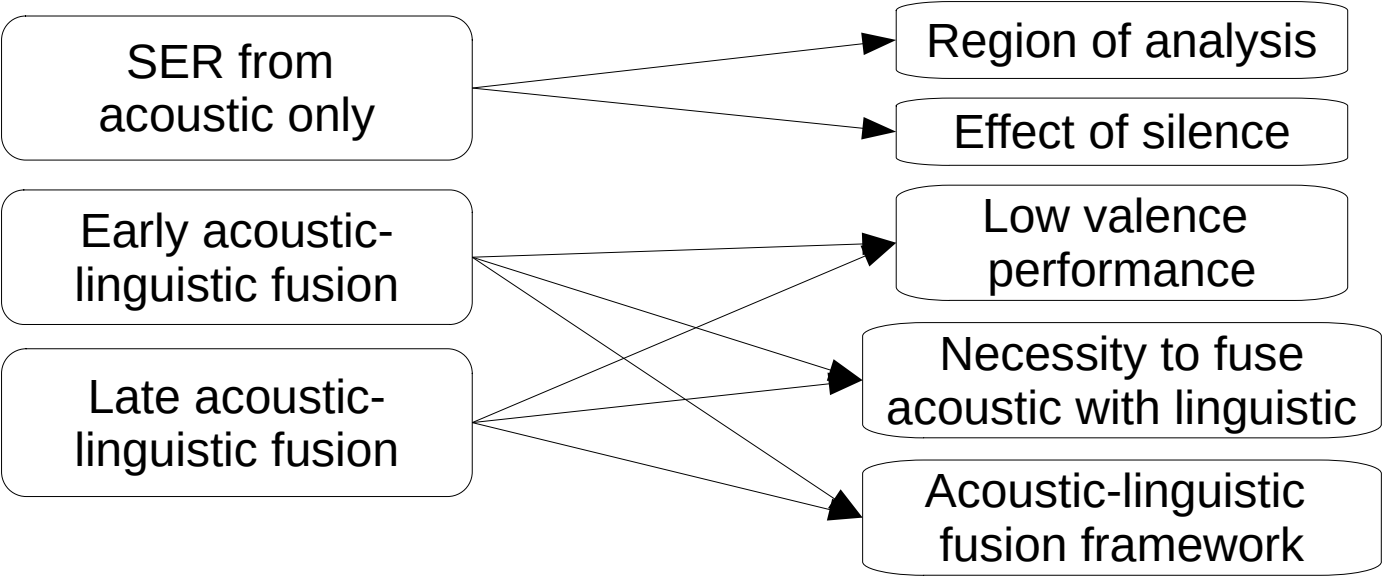 SER from
acoustic only
Early acoustic-
linguistic fusion
Late acoustic-
linguistic fusion
Region of analysis
Effect of silence
Low valence
performance
Necessity to fuse
acoustic with linguistic
Acoustic-linguistic
fusion framework